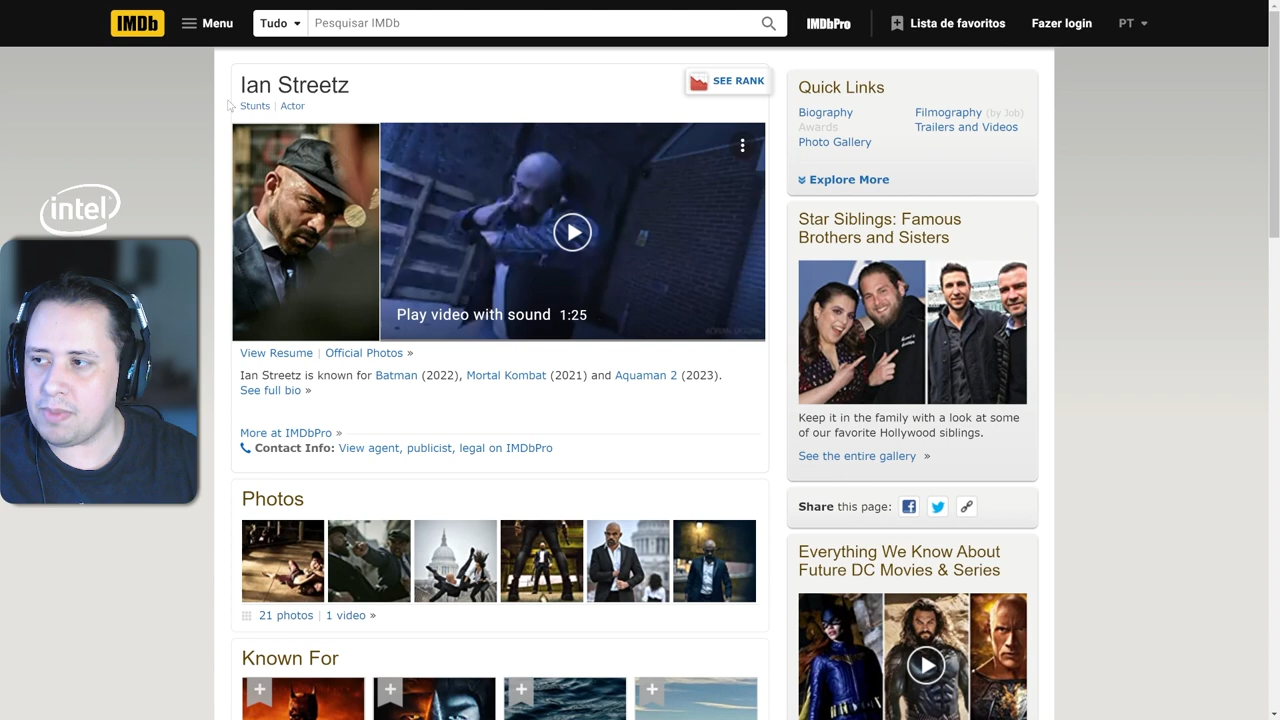 IMDb
Menu
Tudo
Pesquisar IMDb
IMDbPro
Lista de favoritos
Fazer login
PT
Ian Streetz
Stunts | Actor
SEE RANK
Play video with sound 1:25
View Resume | Official Photos »
Ian Streetz is known for Batman (2022), Mortal Kombat (2021) and Aquaman 2 (2023).
See full bio »
More at IMDbPro »
Contact Info: View agent, publicist, legal on IMDbPro
Photos
21 photos | 1 video »
Known For
Quick Links
Biography
Filmography (by Job)
Awards
Trailers and Videos
Photo Gallery
Explore More
Star Siblings: Famous
Brothers and Sisters
Keep it in the family with a look at some
of our favorite Hollywood siblings.
See the entire gallery »
Share this page:
Everything We Know About
Future DC Movies & Series
intel